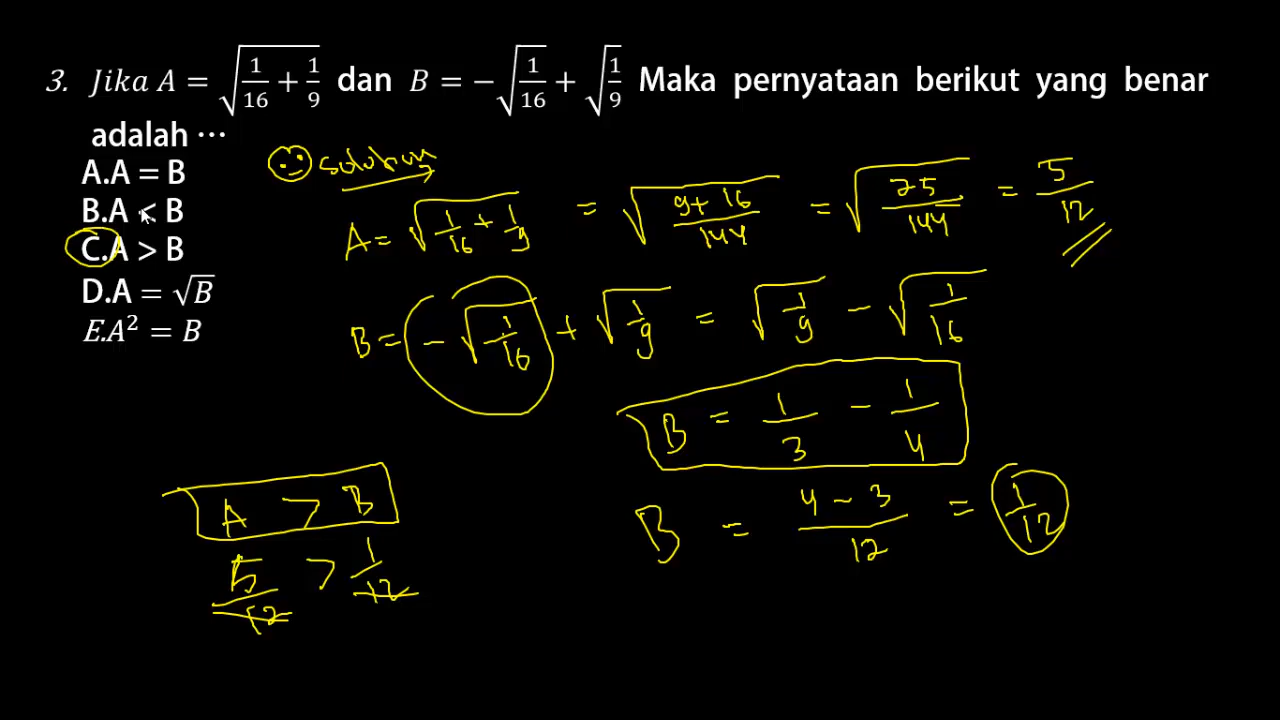 3. Jika A = √(1/16 + 1/9) dan B = −√(1/16) + √(1/9) Maka pernyataan berikut yang benar
adalah ⋯
A.A = B
B.A < B
C.A > B
D.A = √B
E.A² = B
solution
A = √(1/16 + 1/9) = √((9 + 16)/144) = √(25/144) = 5/12
B = −√(1/16) + √(1/9) = √(1/9) − √(1/16)
B = 1/3 − 1/4
B = (4 − 3)/12 = 1/12
A > B
5/12 > 1/12